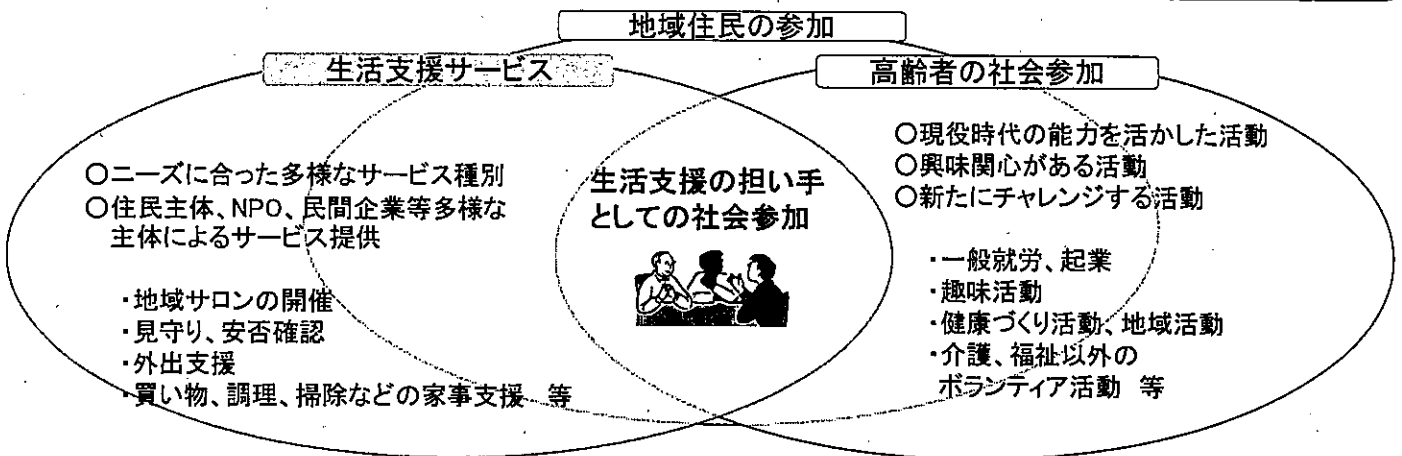 地域住民の参加
生活支援サービス
高齢者の社会参加
○ニーズに合った多様なサービス種別
○住民主体、NPO、民間企業等多様な
主体によるサービス提供
・地域サロンの開催
・見守り、安否確認
・外出支援
・買い物、調理、掃除などの家事支援 等
生活支援の担い手
としての社会参加
○現役時代の能力を活かした活動
○興味関心がある活動
○新たにチャレンジする活動
・一般就労、起業
・趣味活動
・健康づくり活動、地域活動
・介護、福祉以外の
ボランティア活動 等